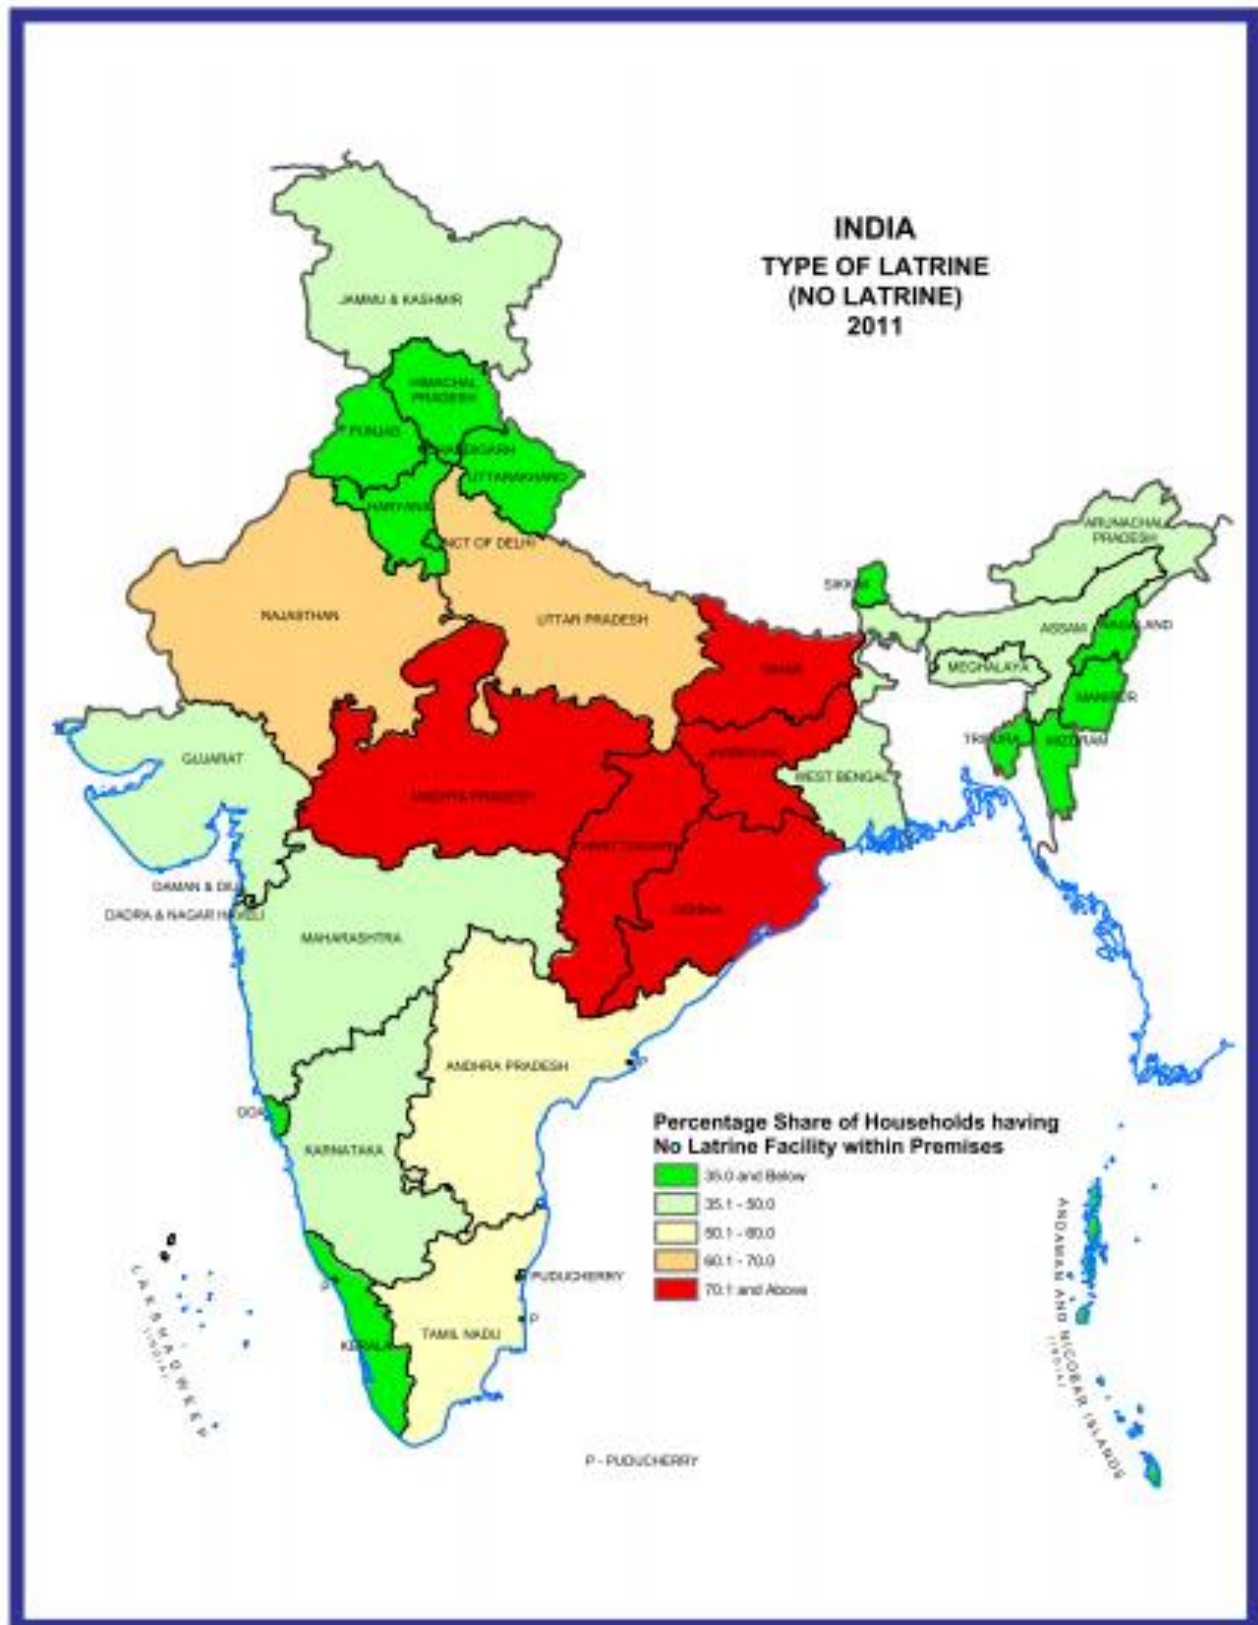 INDIA
TYPE OF LATRINE
(NO LATRINE)
2011
JAMMU & KASHMIR
HIMACHAL
PRADESH
PUNJAB
CHANDIGARH
UTTARAKHAND
HARYANA
NCT OF DELHI
ARUNACHAL
PRADESH
SIKKIM
RAJASTHAN
UTTAR PRADESH
ASSAM
NAGALAND
BIHAR
MEGHALAYA
MANIPUR
TRIPURA
MIZORAM
GUJARAT
JHARKHAND
WEST BENGAL
MADHYA PRADESH
CHHATTISGARH
DAMAN & DIU
DADRA & NAGAR HAVELI
ODISHA
MAHARASHTRA
ANDHRA PRADESH
P
GOA
KARNATAKA
Percentage Share of Households having
No Latrine Facility within Premises
35.0 and Below
35.1 - 50.0
50.1 - 60.0
60.1 - 70.0
70.1 and Above
PUDUCHERRY
P
P
TAMIL NADU
KERALA
LAKSHADWEEP
(INDIA)
ANDAMAN AND NICOBAR ISLANDS
(INDIA)
P - PUDUCHERRY